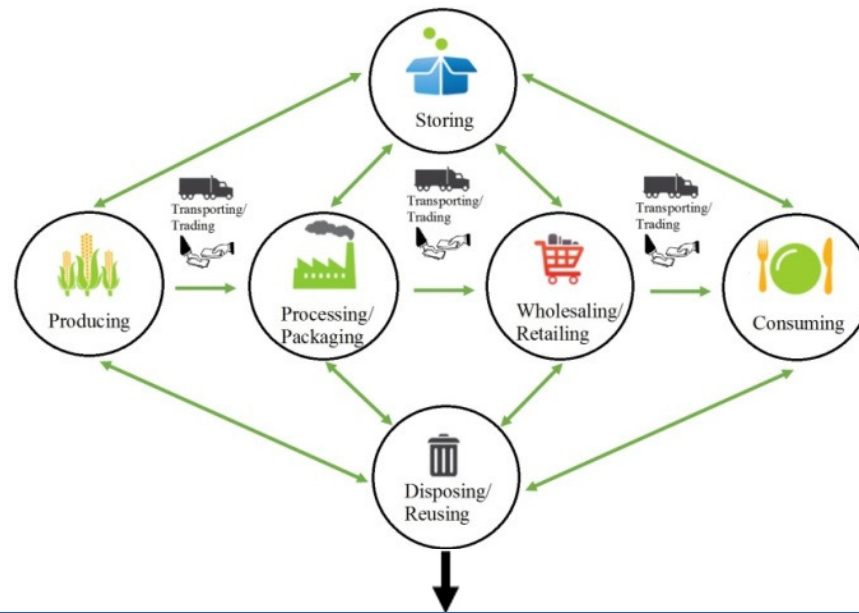 Storing
Transporting/
Trading
Transporting/
Trading
Transporting/
Trading
Producing
Processing/
Packaging
Wholesaling/
Retailing
Consuming
Disposing/
Reusing